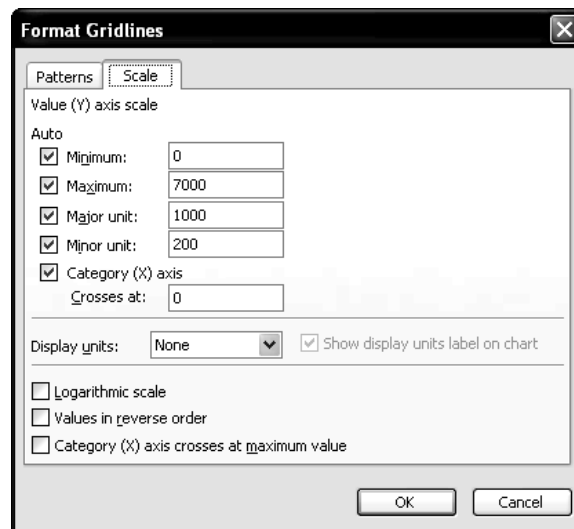 Format Gridlines
Patterns Scale
Value (Y) axis scale
Auto
Minimum: 0
Maximum: 7000
Major unit: 1000
Minor unit: 200
Category (X) axis
Crosses at: 0
Display units: None Show display units label on chart
Logarithmic scale
Values in reverse order
Category (X) axis crosses at maximum value
OK Cancel